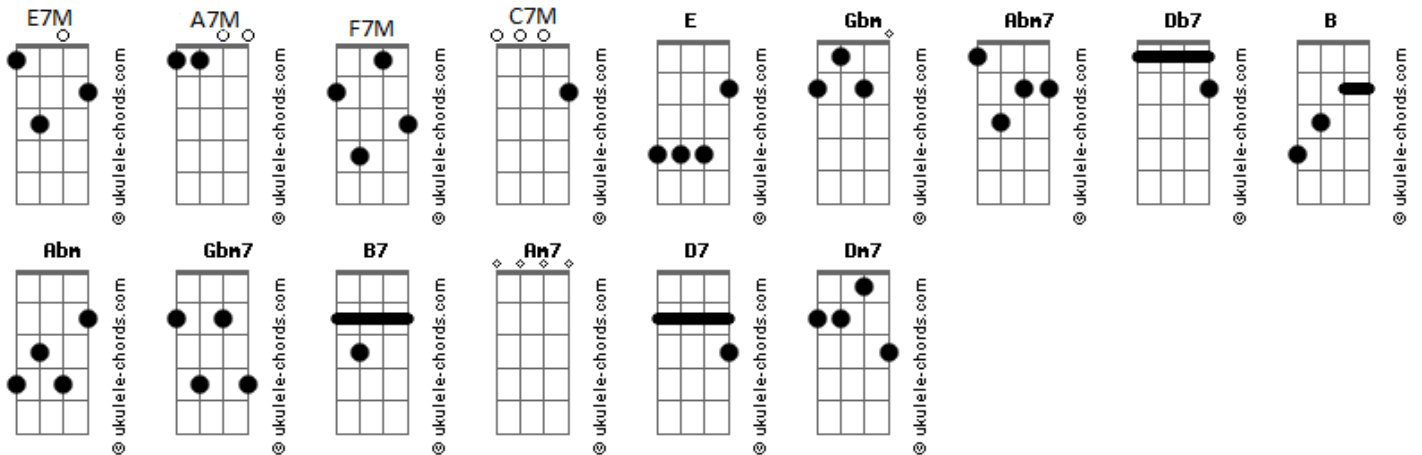 E7M A7M F7M C7M E Gbm Abm7 Db7 B
© ukulele-chords.com © ukulele-chords.com © ukulele-chords.com © ukulele-chords.com © ukulele-chords.com © ukulele-chords.com © ukulele-chords.com © ukulele-chords.com © ukulele-chords.com
Abm Gbm7 B7 Am7 D7 Dm7
© ukulele-chords.com © ukulele-chords.com © ukulele-chords.com © ukulele-chords.com © ukulele-chords.com © ukulele-chords.com